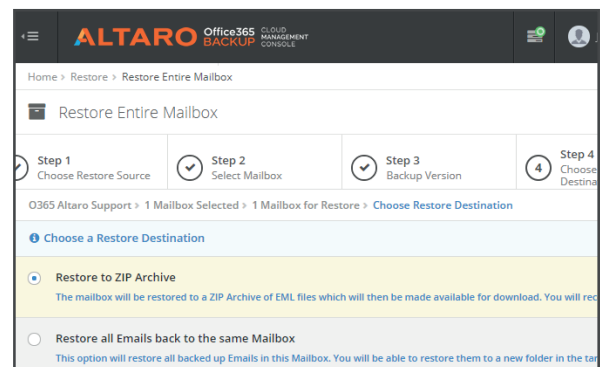 ALTARO Office365 BACKUP CLOUD MANAGEMENT CONSOLE
Home > Restore > Restore Entire Mailbox
Restore Entire Mailbox
Step 1
Choose Restore Source
Step 2
Select Mailbox
Step 3
Backup Version
4
Step 4
Choose
Destina
O365 Altaro Support > 1 Mailbox Selected > 1 Mailbox for Restore > Choose Restore Destination
Choose a Restore Destination
Restore to ZIP Archive
The mailbox will be restored to a ZIP Archive of EML files which will then be made available for download. You will rec
Restore all Emails back to the same Mailbox
This option will restore all backed up Emails in this Mailbox. You will be able to restore them to a new folder in the tar